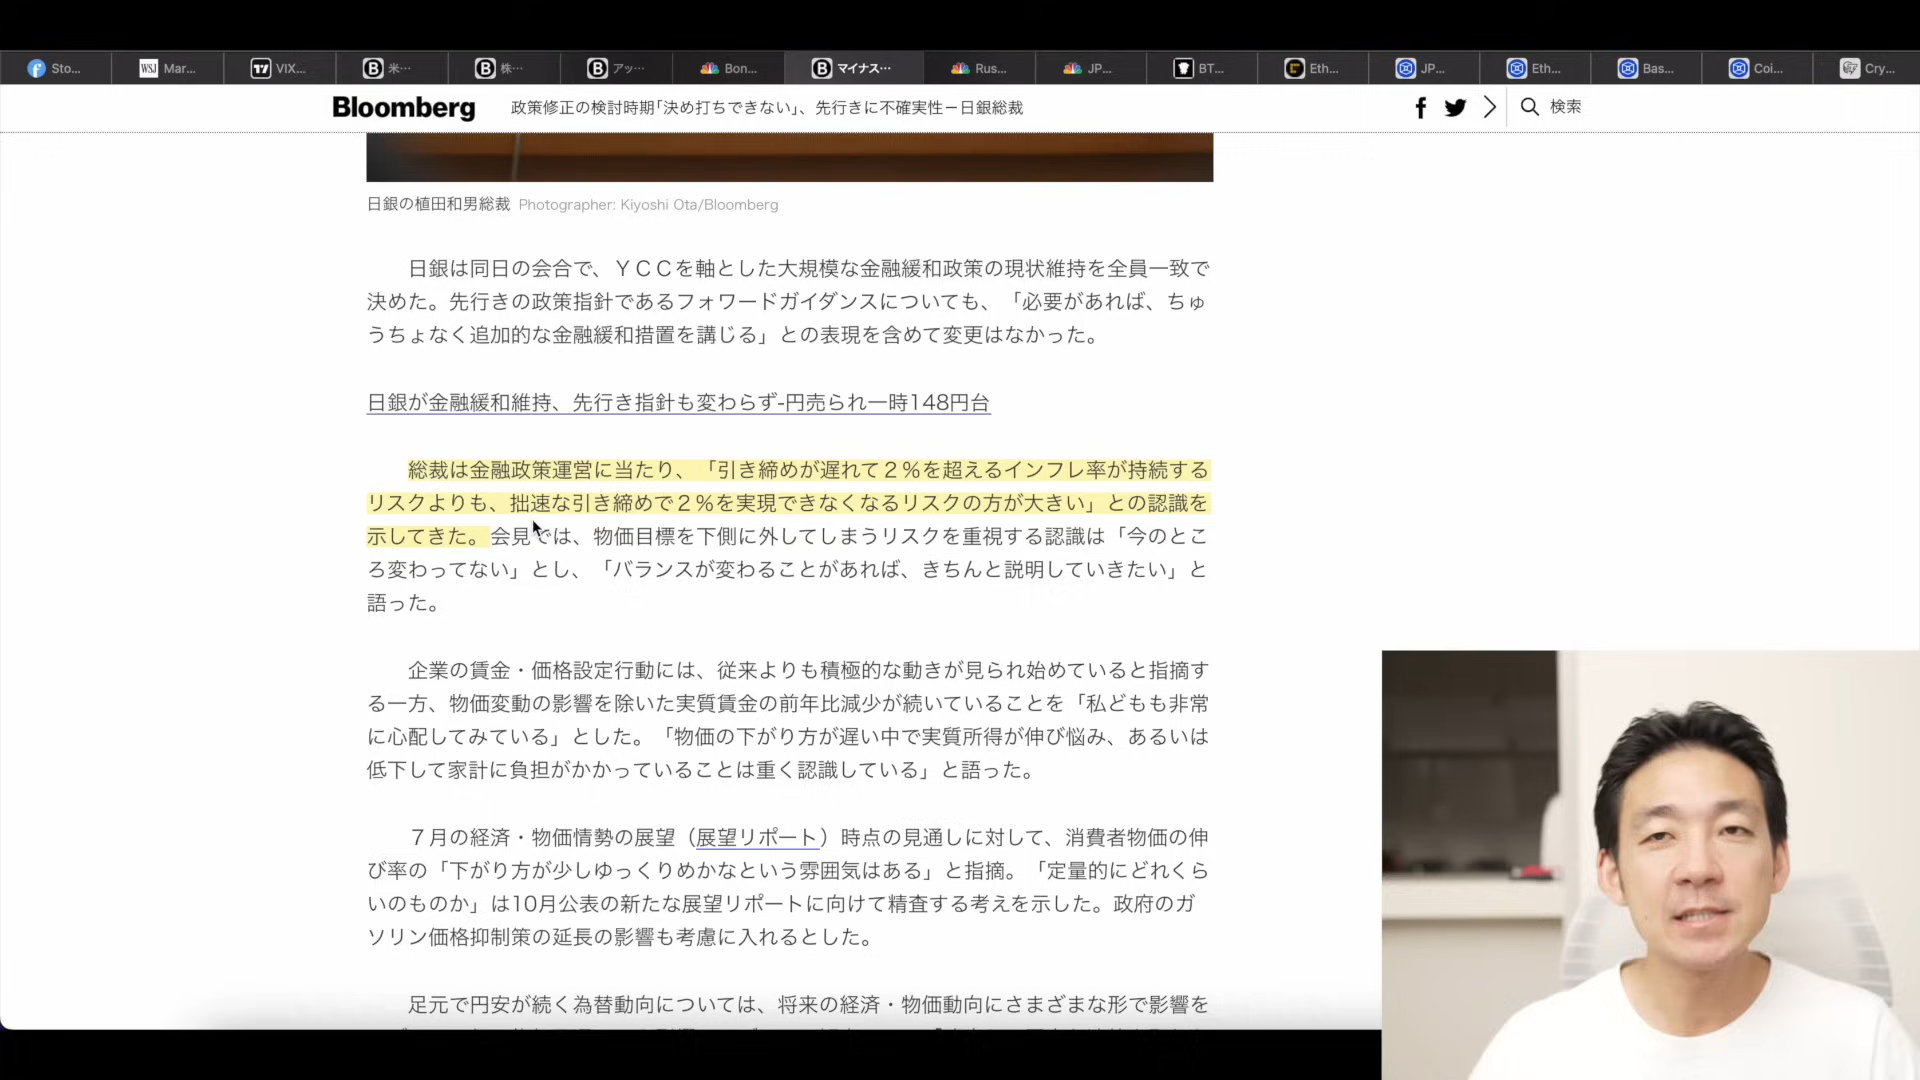 Sto...
WSJ Mar...
VIX...
B 米…
B 株…
B アッ…
Bon...
B マイナス…
Rus...
JP...
BT...
Eth...
JP...
Eth...
Bas...
Coi...
Cry...
Bloomberg 政策修正の検討時期｢決め打ちできない｣、先行きに不確実性－日銀総裁
検索
日銀の植田和男総裁 Photographer: Kiyoshi Ota/Bloomberg
日銀は同日の会合で、ＹＣＣを軸とした大規模な金融緩和政策の現状維持を全員一致で
決めた。先行きの政策指針であるフォワードガイダンスについても、「必要があれば、ちゅ
うちょなく追加的な金融緩和措置を講じる」との表現を含めて変更はなかった。
日銀が金融緩和維持、先行き指針も変わらず-円売られ一時148円台
総裁は金融政策運営に当たり、「引き締めが遅れて２％を超えるインフレ率が持続する
リスクよりも、拙速な引き締めで２％を実現できなくなるリスクの方が大きい」との認識を
示してきた。会見では、物価目標を下側に外してしまうリスクを重視する認識は「今のとこ
ろ変わってない」とし、「バランスが変わることがあれば、きちんと説明していきたい」と
語った。
企業の賃金・価格設定行動には、従来よりも積極的な動きが見られ始めていると指摘す
る一方、物価変動の影響を除いた実質賃金の前年比減少が続いていることを「私どもも非常
に心配してみている」とした。「物価の下がり方が遅い中で実質所得が伸び悩み、あるいは
低下して家計に負担がかかっていることは重く認識している」と語った。
７月の経済・物価情勢の展望（展望リポート）時点の見通しに対して、消費者物価の伸
び率の「下がり方が少しゆっくりめかなという雰囲気はある」と指摘。「定量的にどれくら
いのものか」は10月公表の新たな展望リポートに向けて精査する考えを示した。政府のガ
ソリン価格抑制策の延長の影響も考慮に入れるとした。
足元で円安が続く為替動向については、将来の経済・物価動向にさまざまな形で影響を